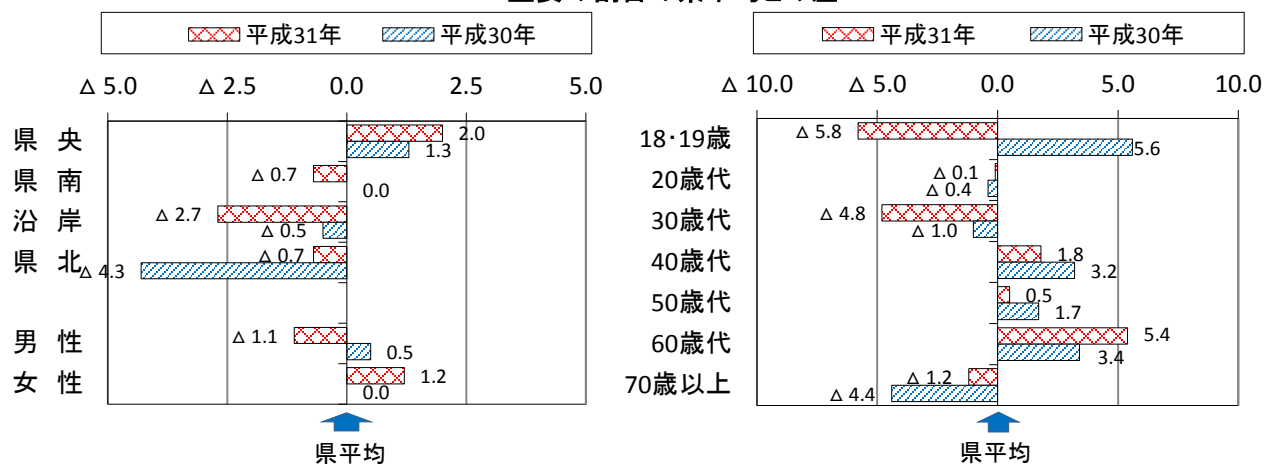 平成31年 平成30年
△ 5.0 △ 2.5 0.0 2.5 5.0
県 央 2.0
1.3
県 南 △ 0.7
0.0
沿 岸 △ 2.7
△ 0.5
県 北 △ 0.7
△ 4.3
男 性 △ 1.1
0.5
女 性 1.2
0.0
県平均
平成31年 平成30年
△ 10.0 △ 5.0 0.0 5.0 10.0
18・19歳 △ 5.8
5.6
20歳代 △ 0.1
△ 0.4
30歳代 △ 4.8
△ 1.0
40歳代 1.8
3.2
50歳代 0.5
1.7
60歳代 5.4
3.4
70歳以上 △ 1.2
△ 4.4
県平均